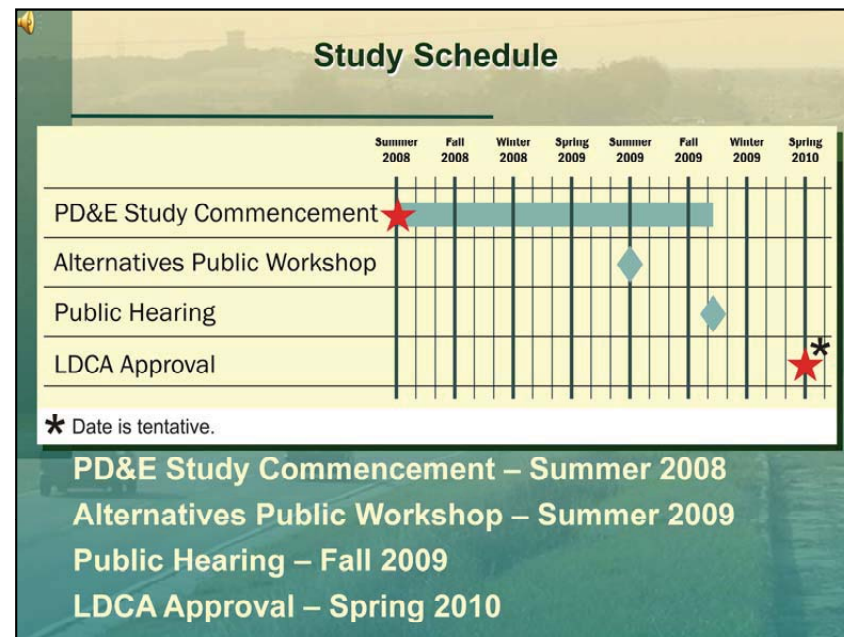 Study Schedule
Summer Fall Winter Spring Summer Fall Winter Spring
2008 2008 2008 2009 2009 2009 2009 2010
PD&E Study Commencement
Alternatives Public Workshop
Public Hearing
LDCA Approval
*
* Date is tentative.
PD&E Study Commencement – Summer 2008
Alternatives Public Workshop – Summer 2009
Public Hearing – Fall 2009
LDCA Approval – Spring 2010